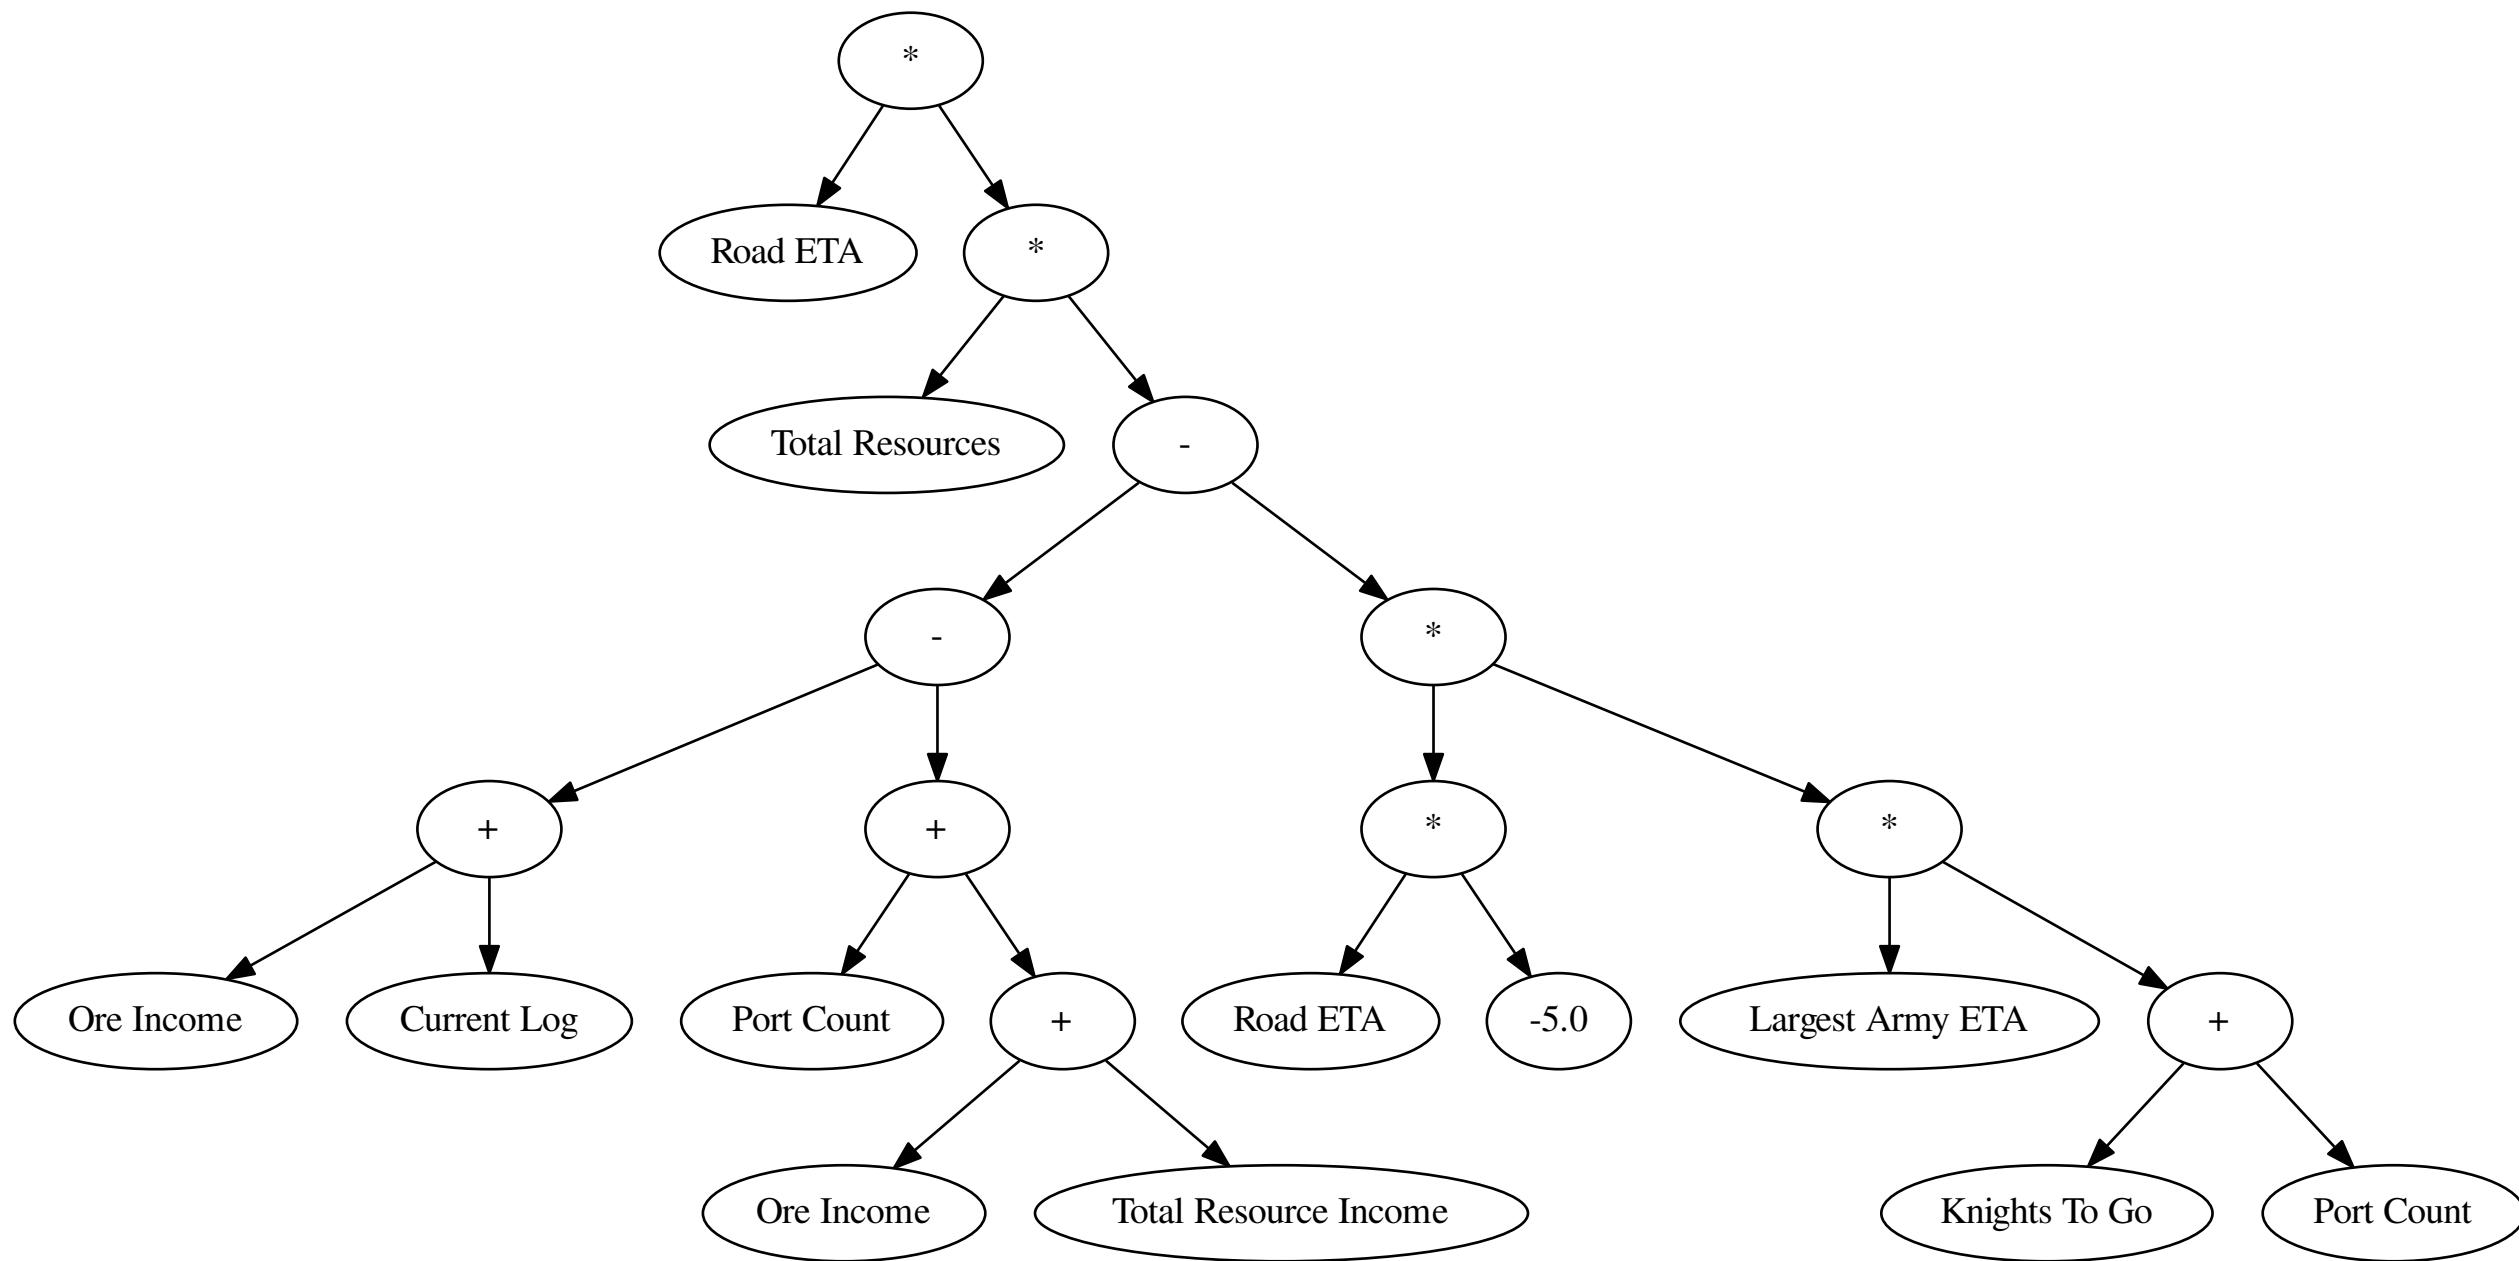 *
Road ETA
*
Total Resources
-
-
*
+
+
*
*
Ore Income
Current Log
Port Count
+
Road ETA
-5.0
Largest Army ETA
+
Ore Income
Total Resource Income
Knights To Go
Port Count